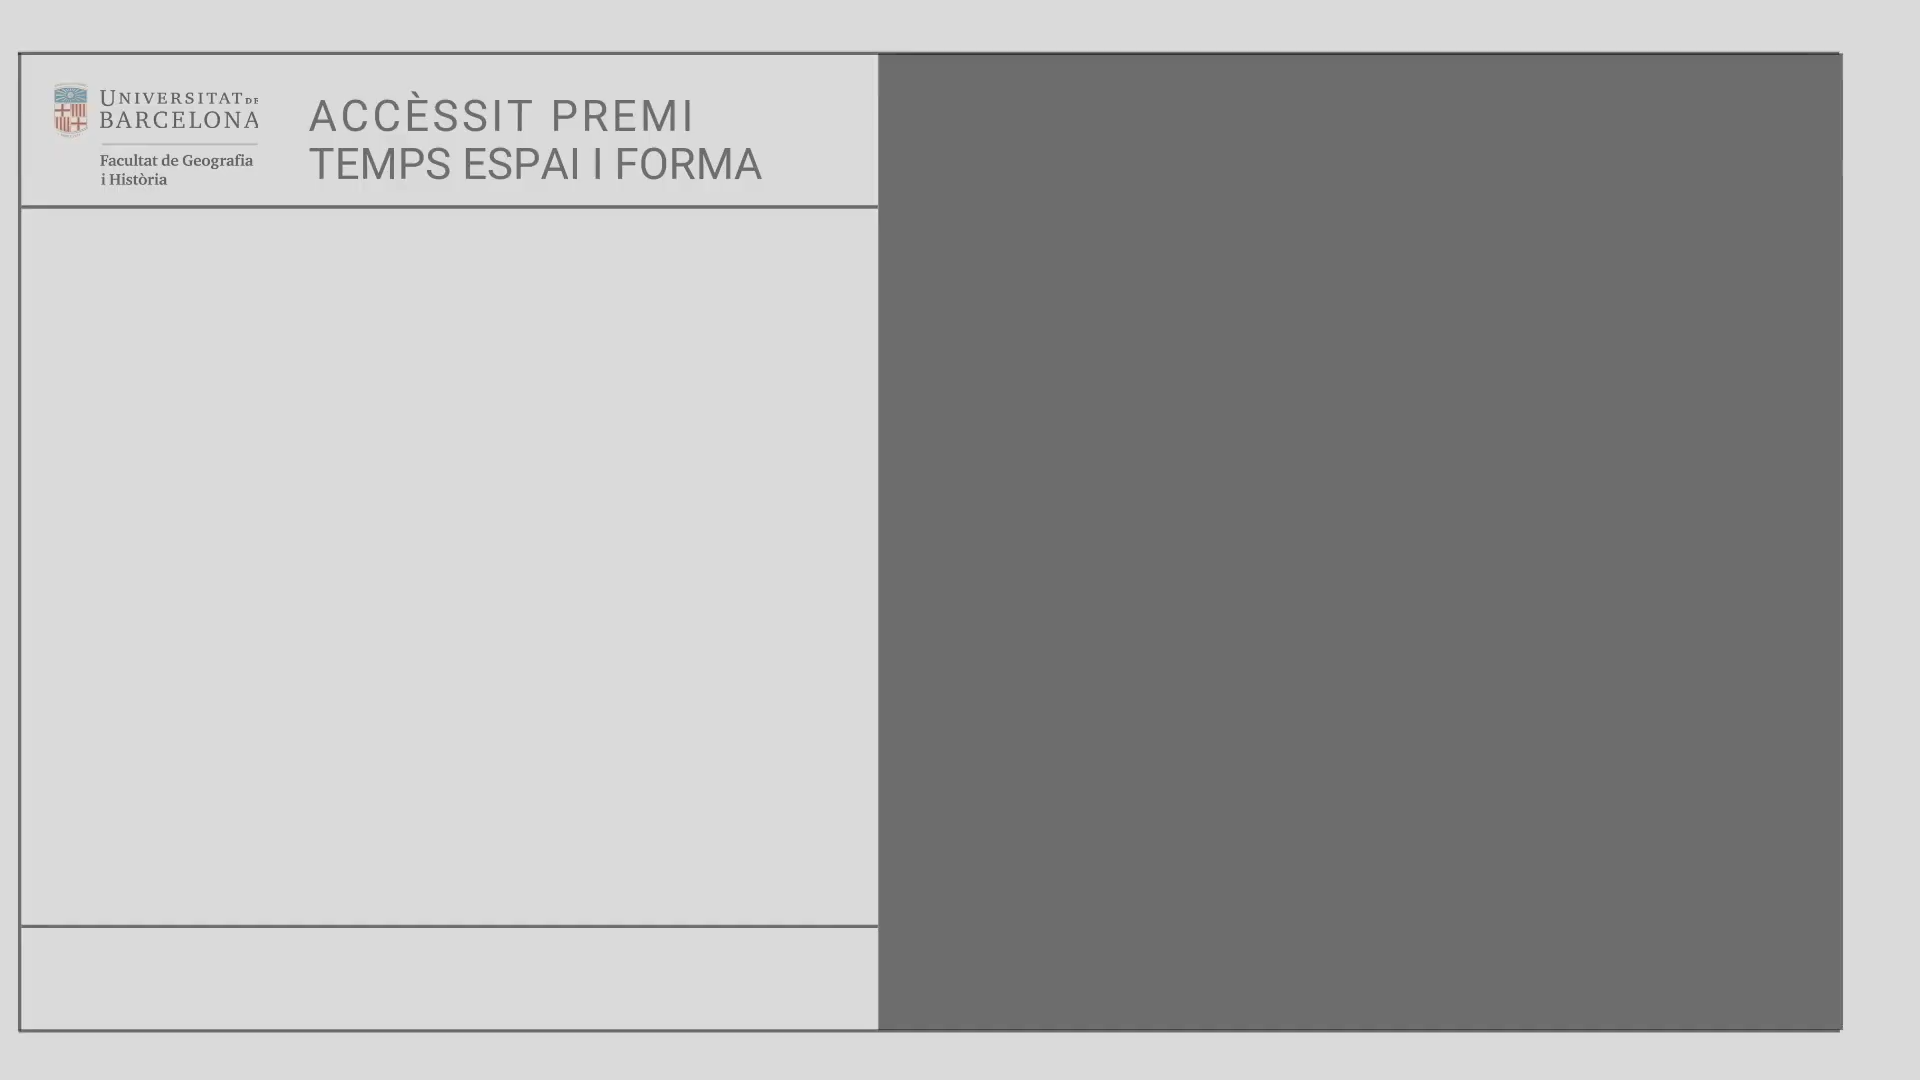 UNIVERSITAT DE
BARCELONA
Facultat de Geografia
i Història
ACCÈSSIT PREMI
TEMPS ESPAI I FORMA